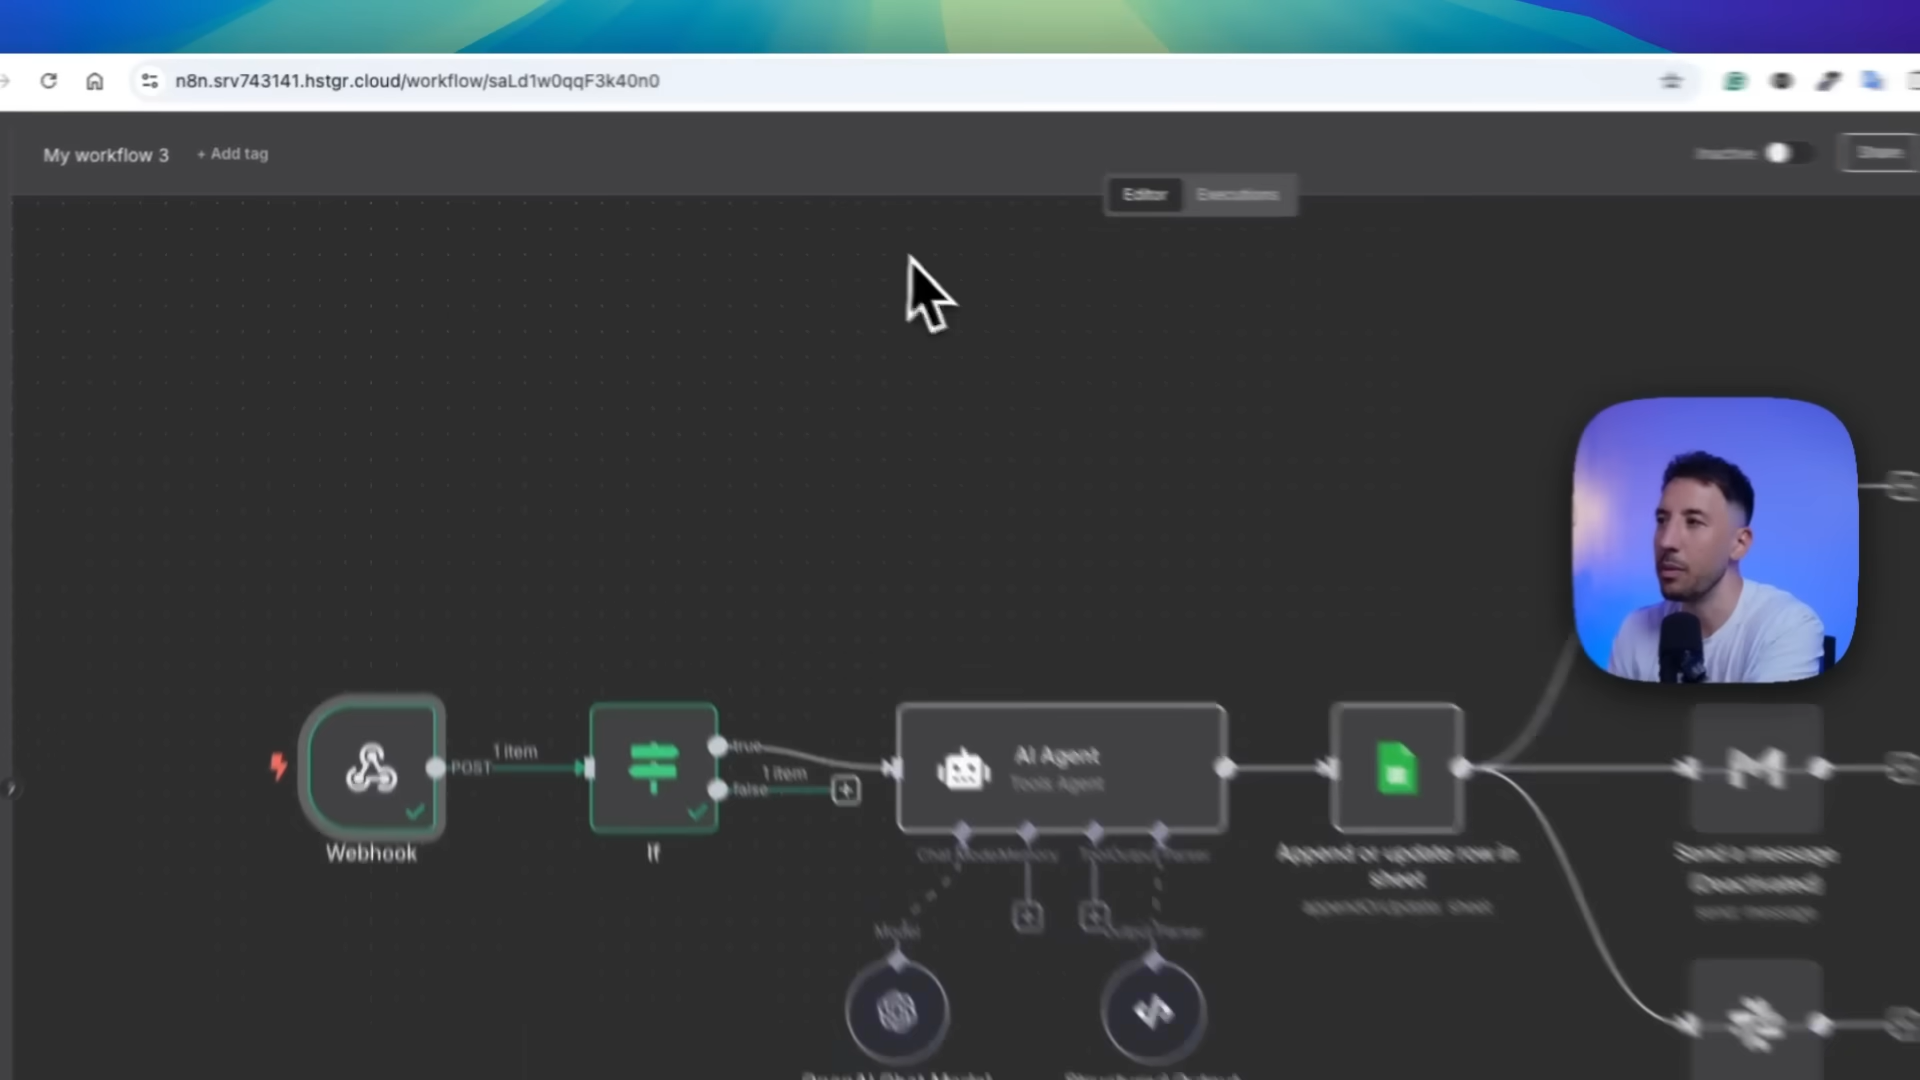 n8n.srv743141.hstgr.cloud/workflow/saLd1w0qqF3k40n0
My workflow 3
+ Add tag
Inactive
Share
Editor
Executions
POST
1 item
true
1 item
false
AI Agent
Tools Agent
Webhook
If
Chat Model
Memory
Tool
Output Parser
Append or update row in
sheet
appendOrUpdate: sheet
Send a message
(Deactivated)
send: message
Model
Output Parser